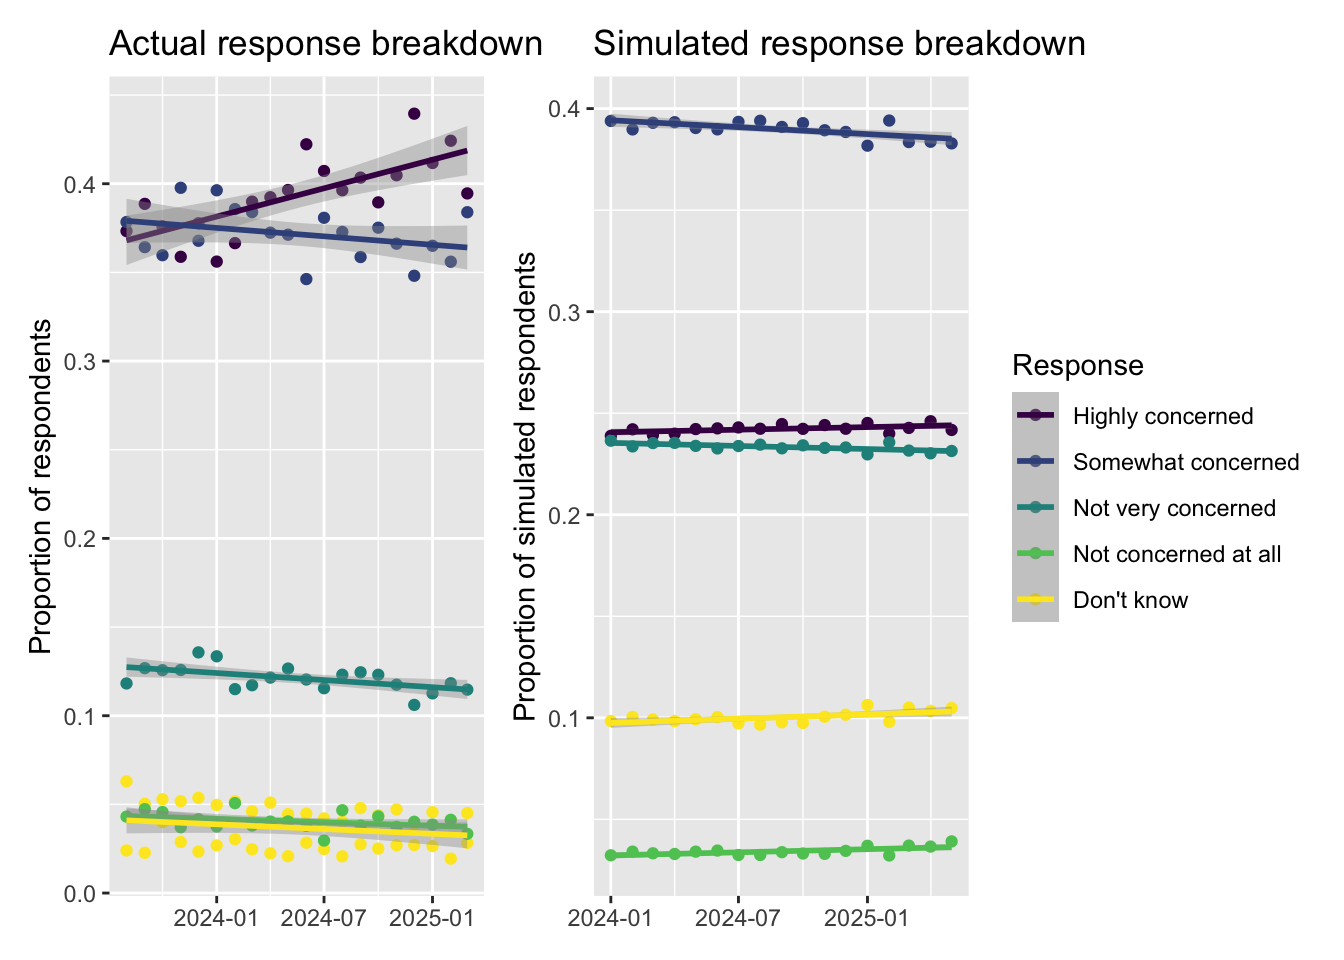 Actual response breakdown
Simulated response breakdown
Proportion of respondents
0.4
0.3
0.2
0.1
0.0
2024-01
2024-07
2025-01
Proportion of simulated respondents
0.4
0.3
0.2
0.1
2024-01
2024-07
2025-01
Response
Highly concerned
Somewhat concerned
Not very concerned
Not concerned at all
Don't know